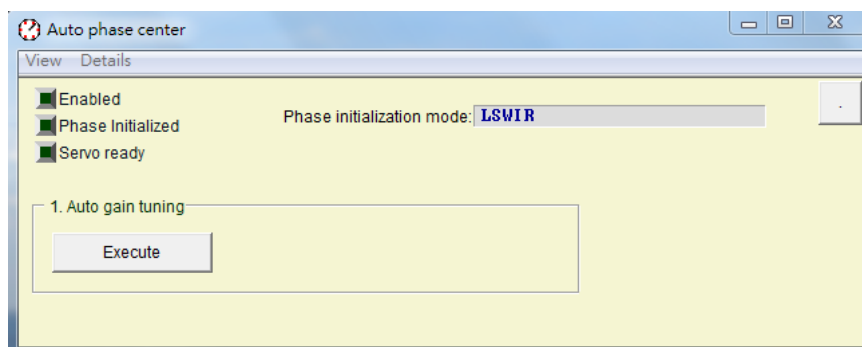 Auto phase center
View Details
Enabled
Phase Initialized
Servo ready
Phase initialization mode: LSWIR
.
1. Auto gain tuning
Execute